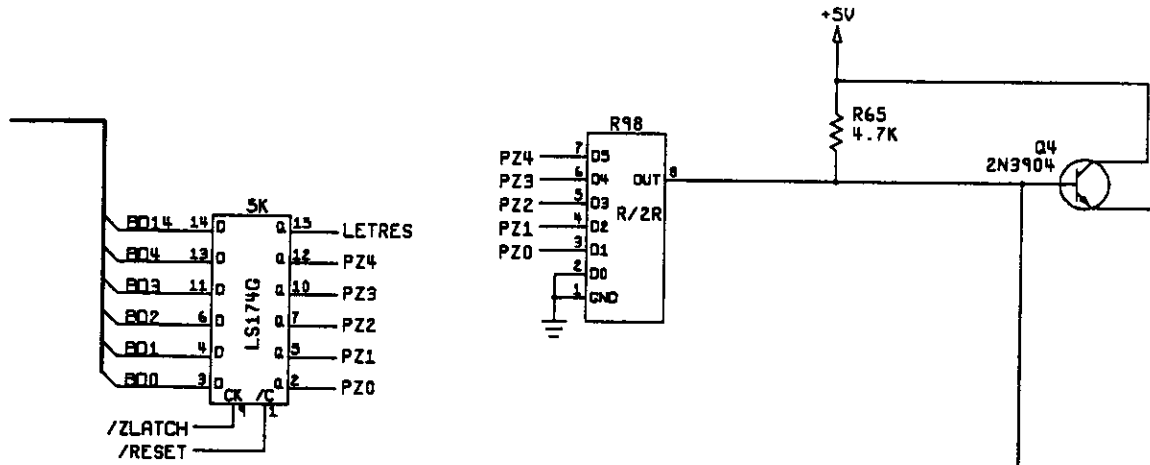 +5V
R65
4.7K
Q4
2N3904
R98
PZ4 7 D5
PZ3 6 D4 OUT 8
PZ2 5 D3
PZ1 4 D2 R/2R
PZ0 3 D1
2 D0
1 GND
5K
LS174G
BD14 14 D Q 15 LETRES
BD4 13 D Q 12 PZ4
BD3 11 D Q 10 PZ3
BD2 6 D Q 7 PZ2
BD1 4 D Q 5 PZ1
BD0 3 D Q 2 PZ0
CK /C
1
/ZLATCH
/RESET